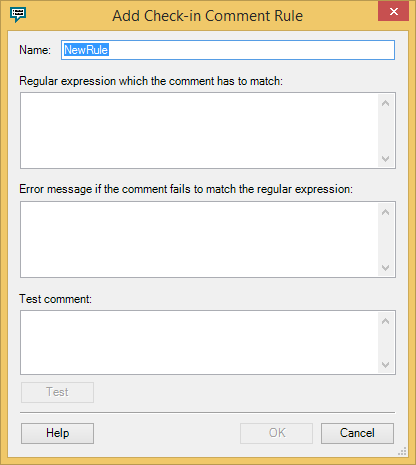 Add Check-in Comment Rule
Name: NewRule
Regular expression which the comment has to match:
Error message if the comment fails to match the regular expression:
Test comment:
Test
Help OK Cancel